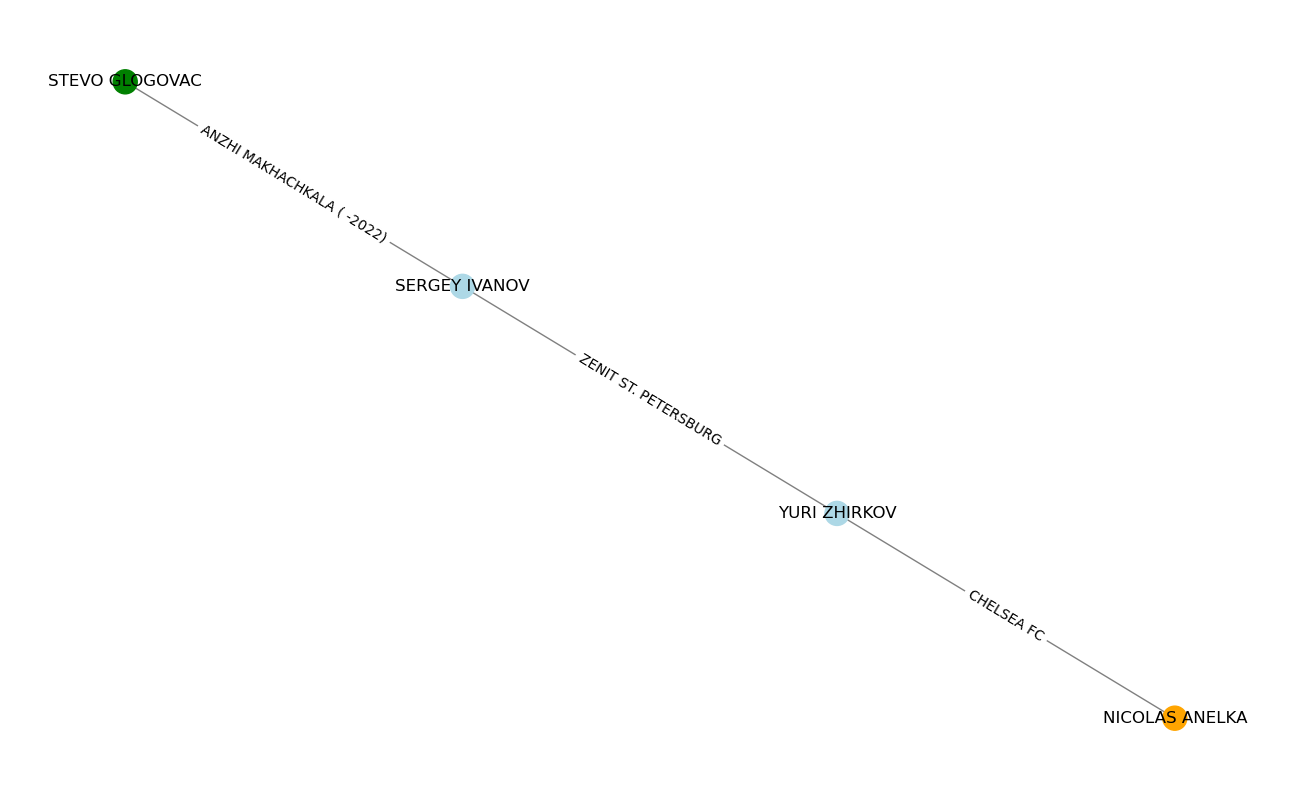 STEVO GLOGOVAC
ANZHI MAKHACHKALA ( -2022)
SERGEY IVANOV
ZENIT ST. PETERSBURG
YURI ZHIRKOV
CHELSEA FC
NICOLAS ANELKA